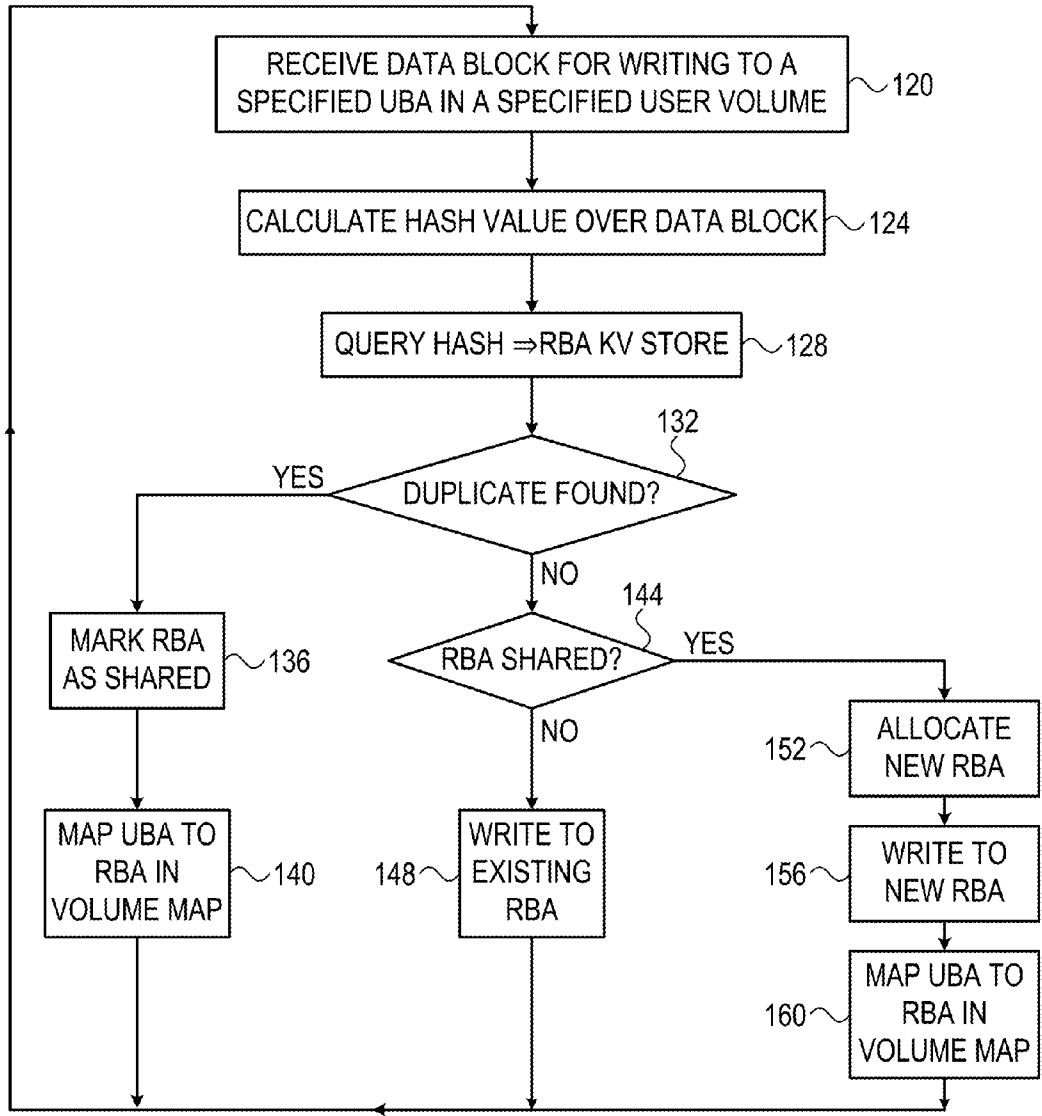 RECEIVE DATA BLOCK FOR WRITING TO A
SPECIFIED UBA IN A SPECIFIED USER VOLUME
120
CALCULATE HASH VALUE OVER DATA BLOCK
124
QUERY HASH ⇒RBA KV STORE
128
132
DUPLICATE FOUND?
YES
NO
MARK RBA
AS SHARED
136
MAP UBA TO
RBA IN
VOLUME MAP
140
144
RBA SHARED?
YES
NO
148
WRITE TO
EXISTING
RBA
152
ALLOCATE
NEW RBA
156
WRITE TO
NEW RBA
160
MAP UBA TO
RBA IN
VOLUME MAP